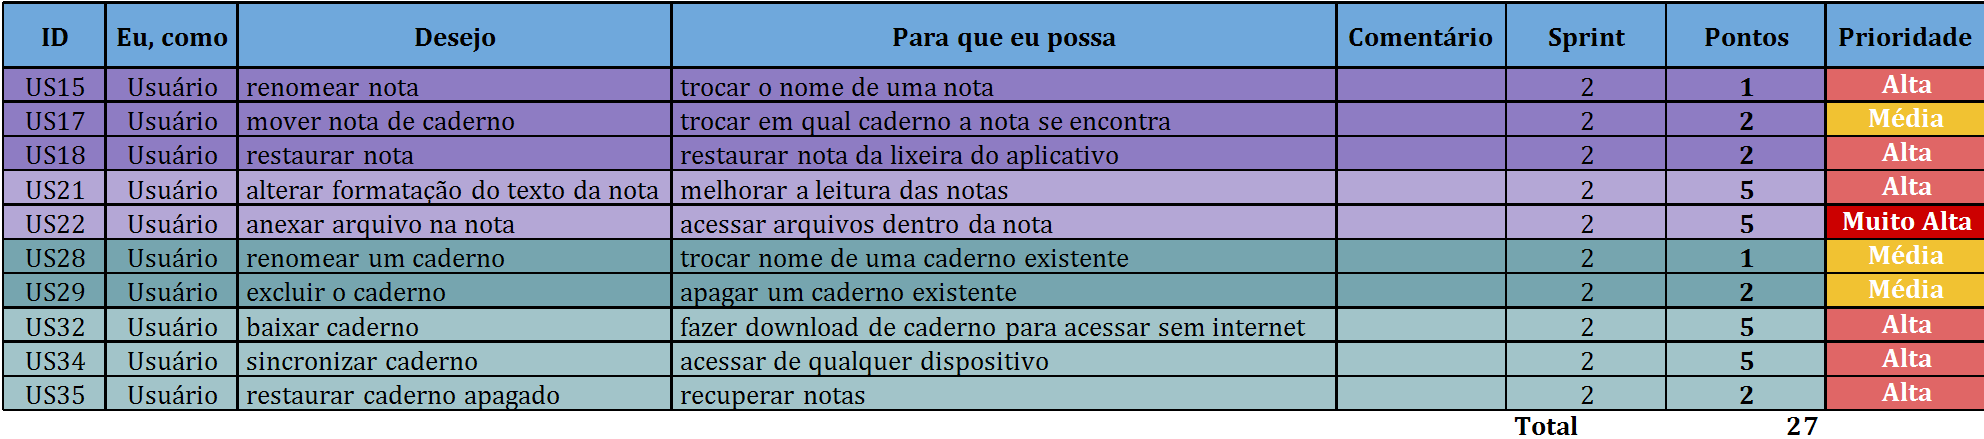 ID Eu, como Desejo Para que eu possa Comentário Sprint Pontos Prioridade
US15 Usuário renomear nota trocar o nome de uma nota 2 1 Alta
US17 Usuário mover nota de caderno trocar em qual caderno a nota se encontra 2 2 Média
US18 Usuário restaurar nota restaurar nota da lixeira do aplicativo 2 2 Alta
US21 Usuário alterar formatação do texto da nota melhorar a leitura das notas 2 5 Alta
US22 Usuário anexar arquivo na nota acessar arquivos dentro da nota 2 5 Muito Alta
US28 Usuário renomear um caderno trocar nome de uma caderno existente 2 1 Média
US29 Usuário excluir o caderno apagar um caderno existente 2 2 Média
US32 Usuário baixar caderno fazer download de caderno para acessar sem internet 2 5 Alta
US34 Usuário sincronizar caderno acessar de qualquer dispositivo 2 5 Alta
US35 Usuário restaurar caderno apagado recuperar notas 2 2 Alta
Total 27